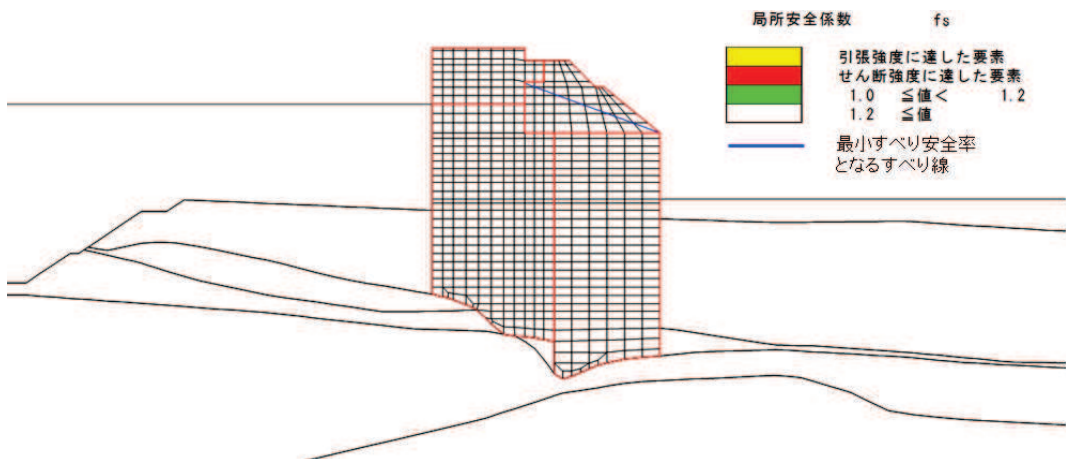 局所安全係数 fs
引張強度に達した要素
せん断強度に達した要素
1.0 ≦値< 1.2
1.2 ≦値
最小すべり安全率
となるすべり線